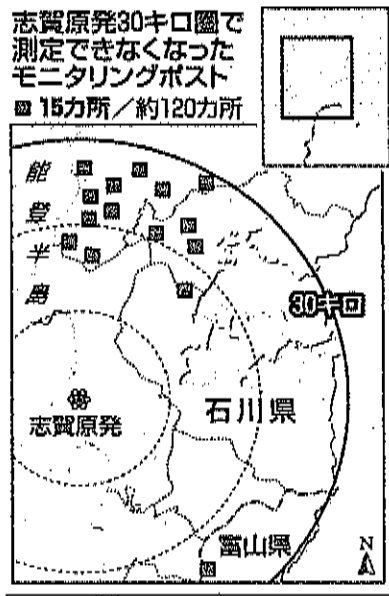 志賀原発30キロ圏で
測定できなくなった
モニタリングポスト
15カ所／約120カ所
能登半島
30キロ
志賀原発
石川県
富山県
N